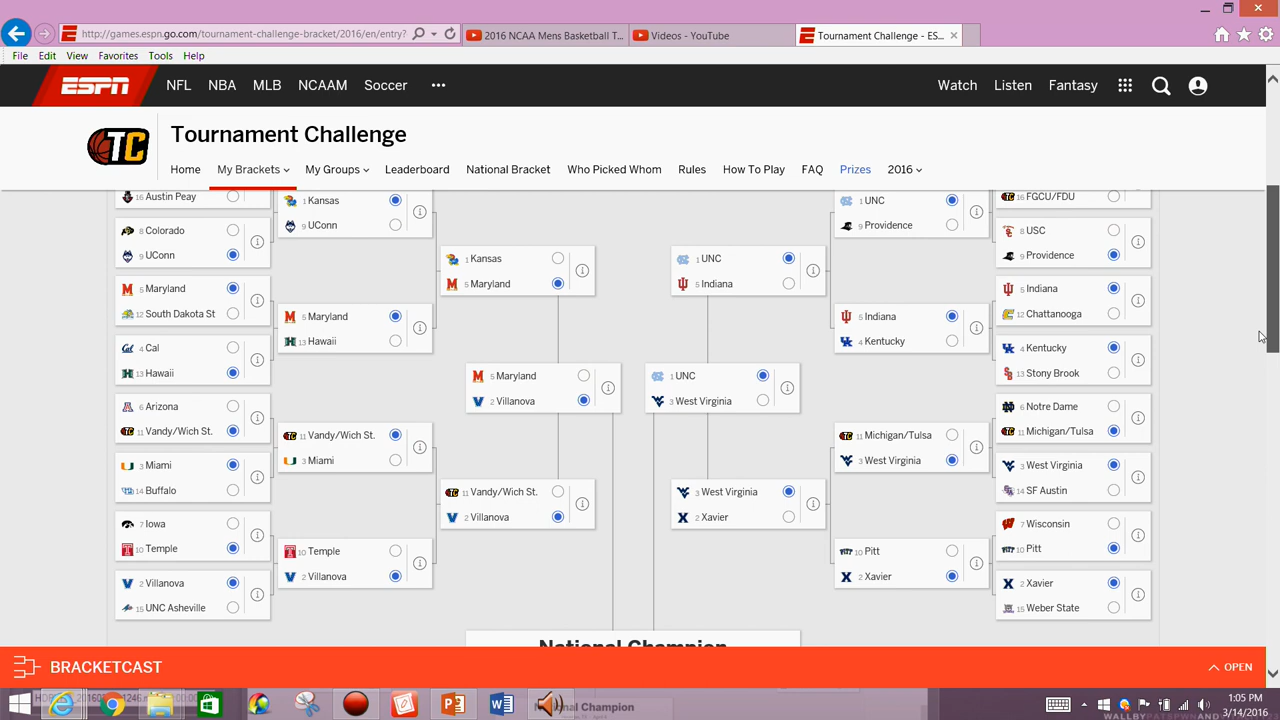 http://games.espn.go.com/tournament-challenge-bracket/2016/en/entry?
2016 NCAA Mens Basketball T...
Videos - YouTube
Tournament Challenge - ES...
File Edit View Favorites Tools Help
ESPN NFL NBA MLB NCAAM Soccer ••• Watch Listen Fantasy
TC Tournament Challenge
Home My Brackets My Groups Leaderboard National Bracket Who Picked Whom Rules How To Play FAQ Prizes 2016
16 Austin Peay
8 Colorado
9 UConn
5 Maryland
12 South Dakota St
4 Cal
13 Hawaii
6 Arizona
11 Vandy/Wich St.
3 Miami
14 Buffalo
7 Iowa
10 Temple
2 Villanova
15 UNC Asheville
1 Kansas
9 UConn
5 Maryland
13 Hawaii
11 Vandy/Wich St.
3 Miami
10 Temple
2 Villanova
1 Kansas
5 Maryland
11 Vandy/Wich St.
2 Villanova
5 Maryland
2 Villanova
1 UNC
3 West Virginia
1 UNC
5 Indiana
3 West Virginia
2 Xavier
1 UNC
9 Providence
5 Indiana
4 Kentucky
11 Michigan/Tulsa
3 West Virginia
10 Pitt
2 Xavier
16 FGCU/FDU
8 USC
9 Providence
5 Indiana
12 Chattanooga
4 Kentucky
13 Stony Brook
6 Notre Dame
11 Michigan/Tulsa
3 West Virginia
14 SF Austin
7 Wisconsin
10 Pitt
2 Xavier
15 Weber State
National Champion
BRACKETCAST
OPEN
National Champion
1:05 PM
3/14/2016